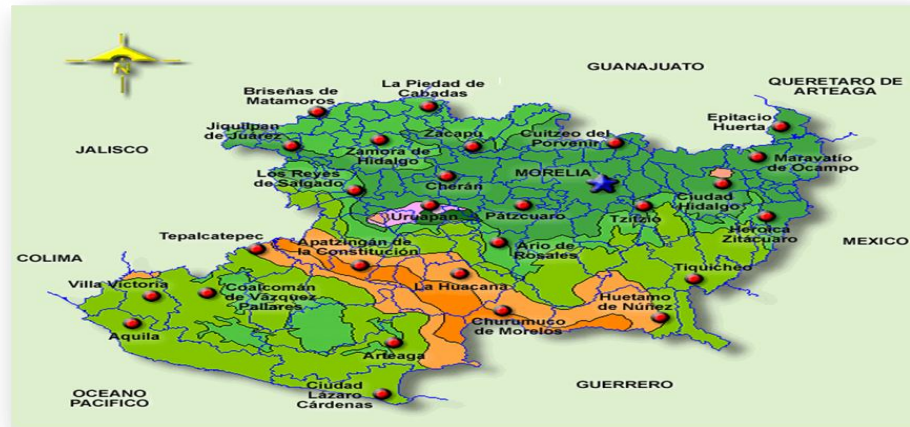 GUANAJUATO
QUERETARO DE
ARTEAGA
La Piedad de
Cabadas
Briseñas de
Matamoros
Epitacio
Huerta
Jiquilpan
de Juárez
Zacapú
Cuitzeo del
Porvenir
JALISCO
Zamora de
Hidalgo
Maravatío
de Ocampo
Los Reyes
de Salgado
Cherán
MORELIA
Ciudad
Hidalgo
Uruapan
Pátzcuaro
Tzitzio
Heroica
Zitácuaro
Tepalcatepec
Apatzingán de
la Constitución
Ario de
Rosales
MEXICO
COLIMA
Tiquicheo
Villa Victoria
Coalcomán
de Vázquez
Pallares
La Huacana
Huetamo
de Núñez
Aquila
Churumuco
de Morelos
Arteaga
GUERRERO
OCEANO
PACIFICO
Ciudad
Lázaro
Cárdenas
N